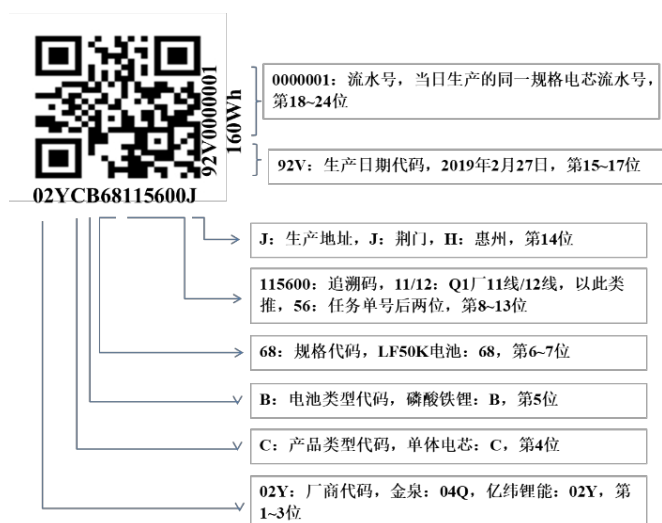 92V0000001
160Wh
02YCB68115600J
0000001：流水号，当日生产的同一规格电芯流水号，
第18~24位
92V：生产日期代码，2019年2月27日，第15~17位
J：生产地址，J：荆门，H：惠州，第14位
115600：追溯码，11/12：Q1厂11线/12线，以此类
推，56：任务单号后两位，第8~13位
68：规格代码，LF50K电池：68，第6~7位
B：电池类型代码，磷酸铁锂：B，第5位
C：产品类型代码，单体电芯：C，第4位
02Y：厂商代码，金泉：04Q，亿纬锂能：02Y，第
1~3位